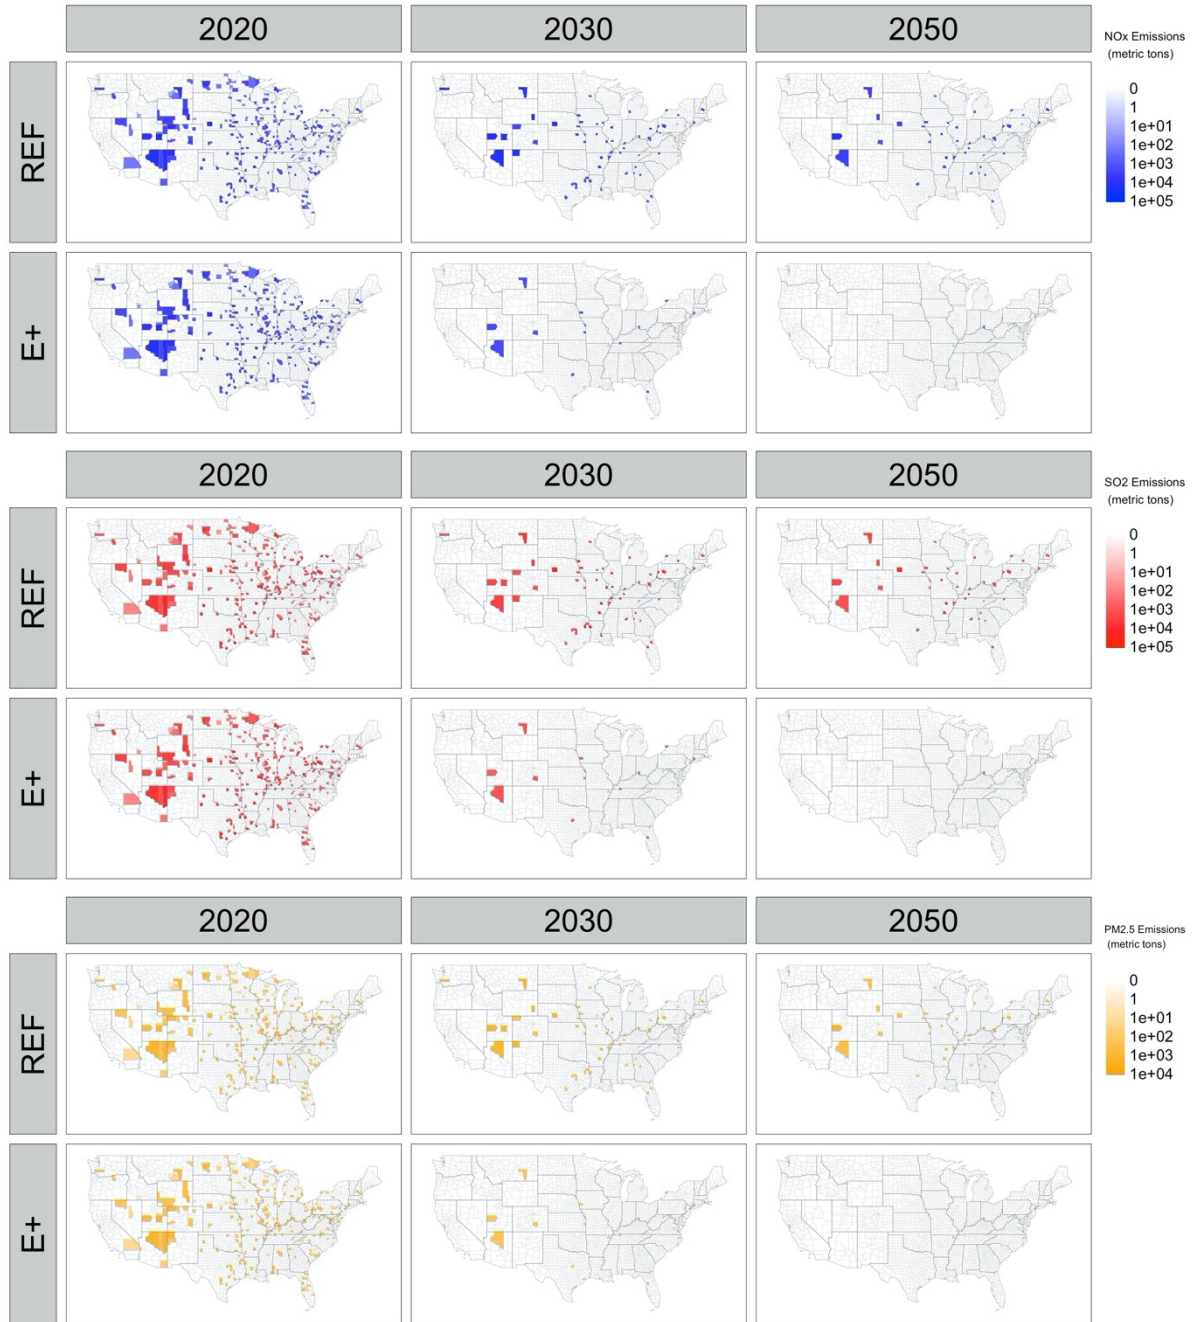 2020 2030 2050
NOx Emissions
(metric tons)
0
1
1e+01
1e+02
1e+03
1e+04
1e+05
REF
E+
2020 2030 2050
SO2 Emissions
(metric tons)
0
1
1e+01
1e+02
1e+03
1e+04
1e+05
REF
E+
2020 2030 2050
PM2.5 Emissions
(metric tons)
0
1
1e+01
1e+02
1e+03
1e+04
REF
E+